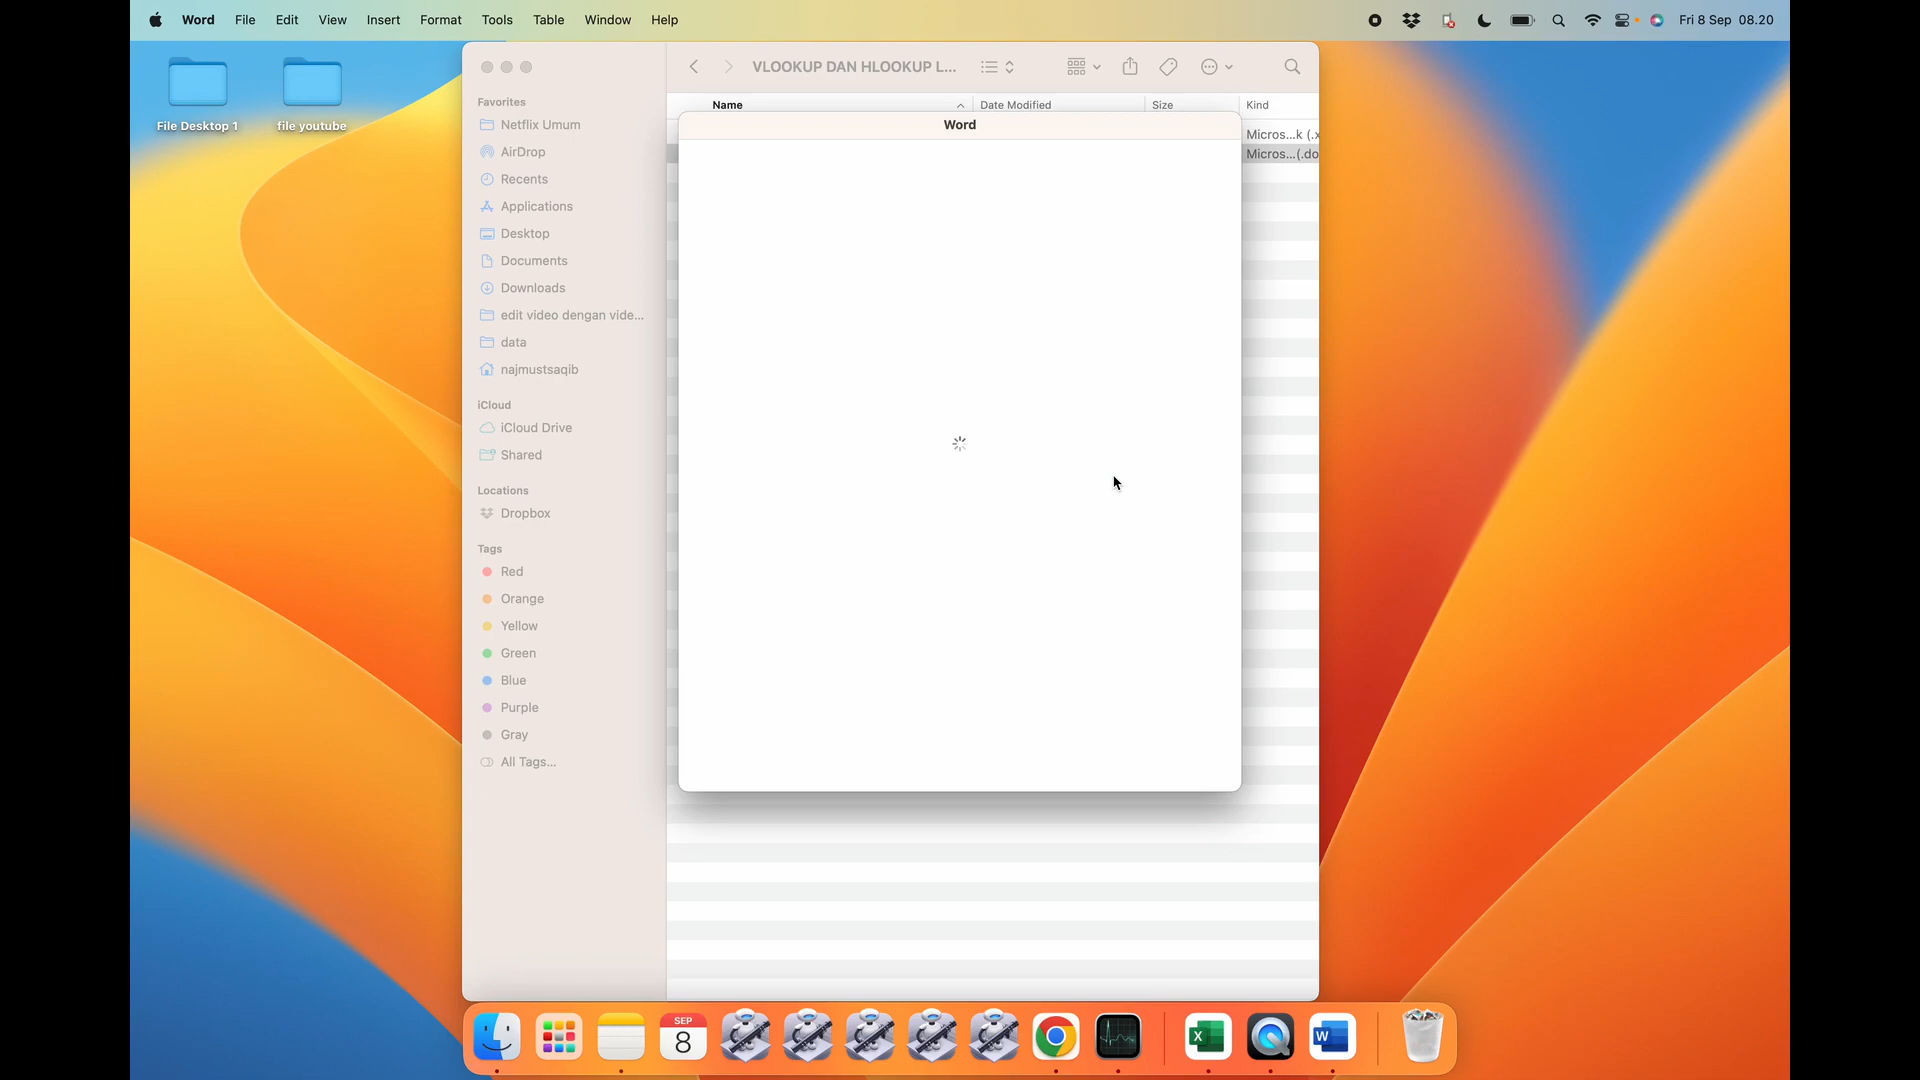 Word File Edit View Insert Format Tools Table Window Help Fri 8 Sep 08.20
File Desktop 1
file youtube
VLOOKUP DAN HLOOKUP L...
Name Date Modified Size Kind
Word
Micros...k (.x
Micros...(.do
Favorites
Netflix Umum
AirDrop
Recents
Applications
Desktop
Documents
Downloads
edit video dengan vide...
data
najmustsaqib
iCloud
iCloud Drive
Shared
Locations
Dropbox
Tags
Red
Orange
Yellow
Green
Blue
Purple
Gray
All Tags...
SEP
8
X
W